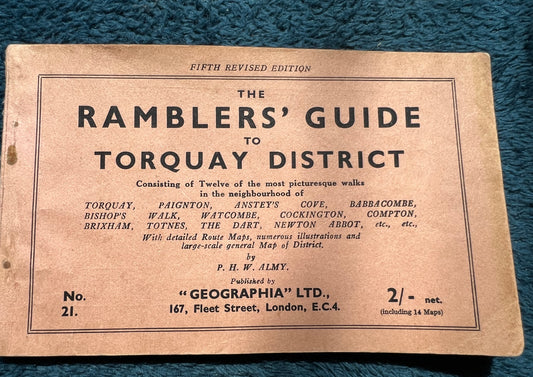 FIFTH REVISED EDITION
THE
RAMBLERS' GUIDE
TO
TORQUAY DISTRICT
Consisting of Twelve of the most picturesque walks
in the neighbourhood of
TORQUAY, PAIGNTON, ANSTEY'S COVE, BABBACOMBE,
BISHOP'S WALK, WATCOMBE, COCKINGTON, COMPTON,
BRIXHAM, TOTNES, THE DART, NEWTON ABBOT, etc., etc.,
With detailed Route Maps, numerous illustrations and
large-scale general Map of District.
by
P. H. W. ALMY.
Published by
No. "GEOGRAPHIA" LTD., 2/- net.
21. 167, Fleet Street, London, E.C.4. (including 14 Maps)